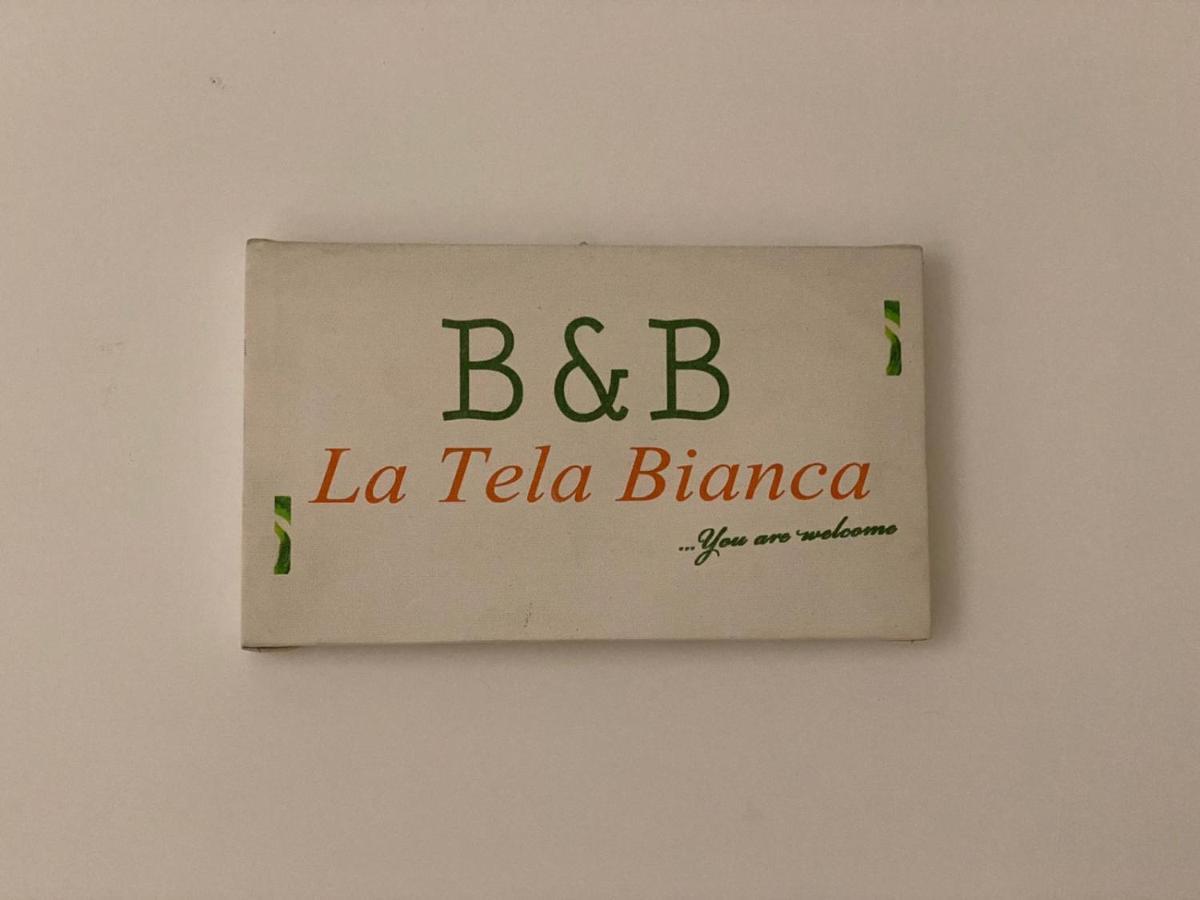 B & B
La Tela Bianca
...You are welcome